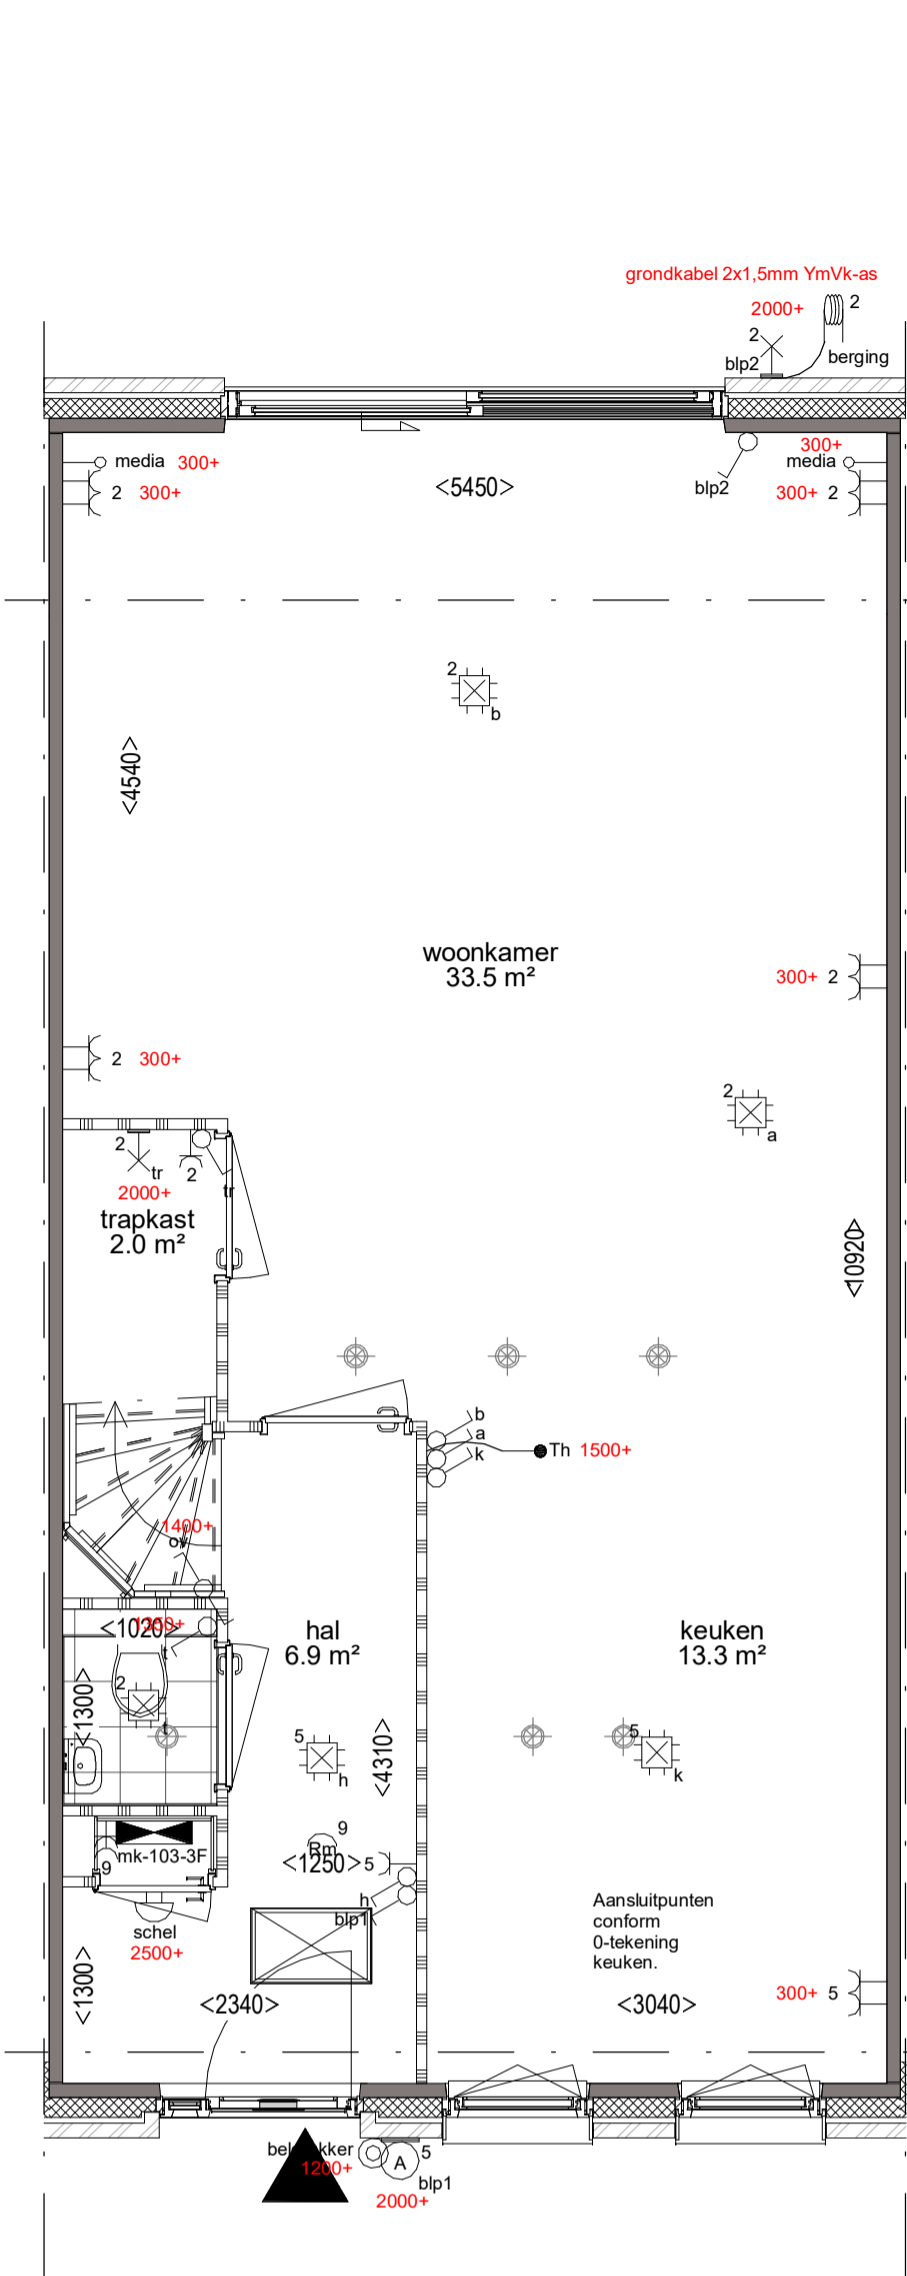 grondkabel 2x1,5mm YmVk-as
2000+
2
2
blp2
berging
media 300+
2 300+
<5450>
blp2
300+
media
300+ 2
2
b
<4540>
woonkamer
33.5 m²
300+ 2
2 300+
2
a
2
tr
2
tr
2000+
trapkast
2.0 m²
<10920>
b
a
k
Th 1500+
1400+
ov
<1020>
1350+
t
hal
6.9 m²
keuken
13.3 m²
<1300>
2
t
5
h
<4310>
5
k
9
Rm
<1250> 5
mk-103-3F
9
h
blp1
schel
2500+
Aansluitpunten
conform
0-tekening
keuken.
<1300>
<2340>
<3040>
300+ 5
1200+
A
5
blp1
2000+